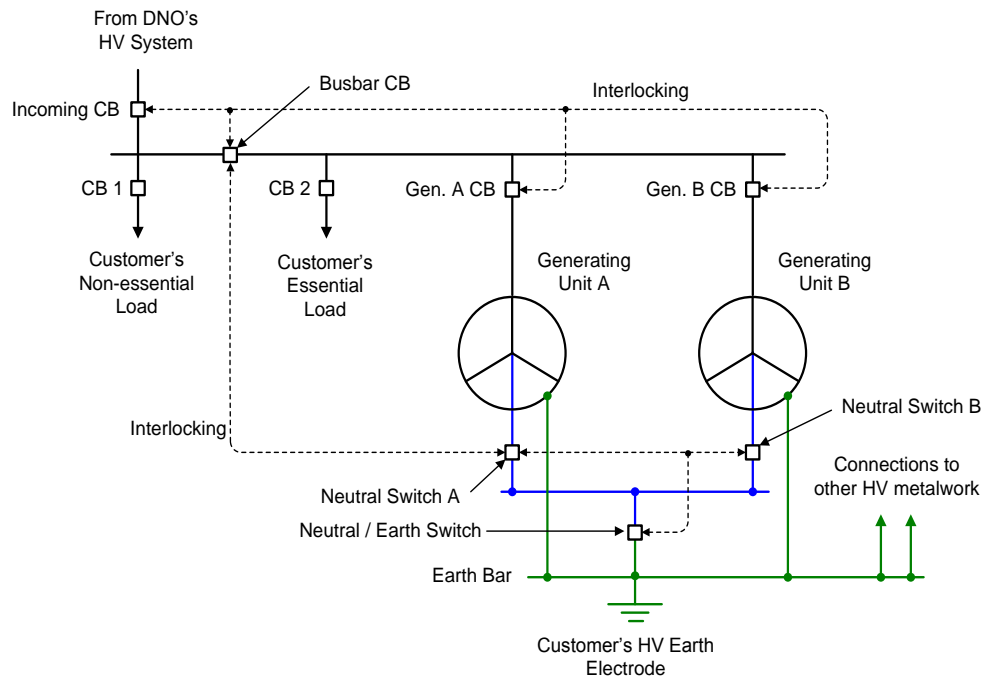 From DNO's
HV System
Busbar CB
Interlocking
Incoming CB
CB 1
CB 2
Gen. A CB
Gen. B CB
Customer's
Non-essential
Load
Customer's
Essential
Load
Generating
Unit A
Generating
Unit B
Neutral Switch B
Interlocking
Connections to
other HV metalwork
Neutral Switch A
Neutral / Earth Switch
Earth Bar
Customer's HV Earth
Electrode